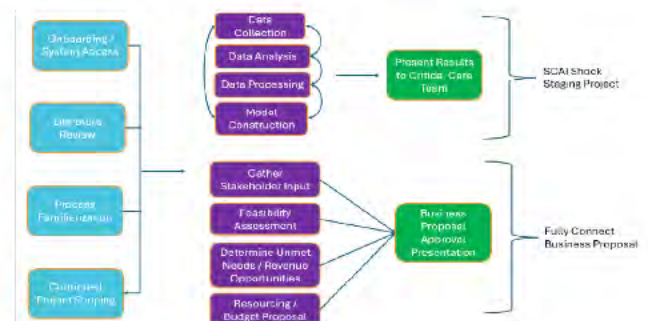 Onboarding /
System Access
Literature
Review
Process
Familiarization
Continued
Project Scoping
Data
Collection
Data Analysis
Data Processing
Model
Construction
Present Results
to Critical Care
Team
SCAI Shock
Staging Project
Gather
Stakeholder Input
Feasibility
Assessment
Determine Unmet
Needs / Revenue
Opportunities
Resourcing /
Budget Proposal
Business
Proposal
Approval
Presentation
Fully Connect
Business Proposal